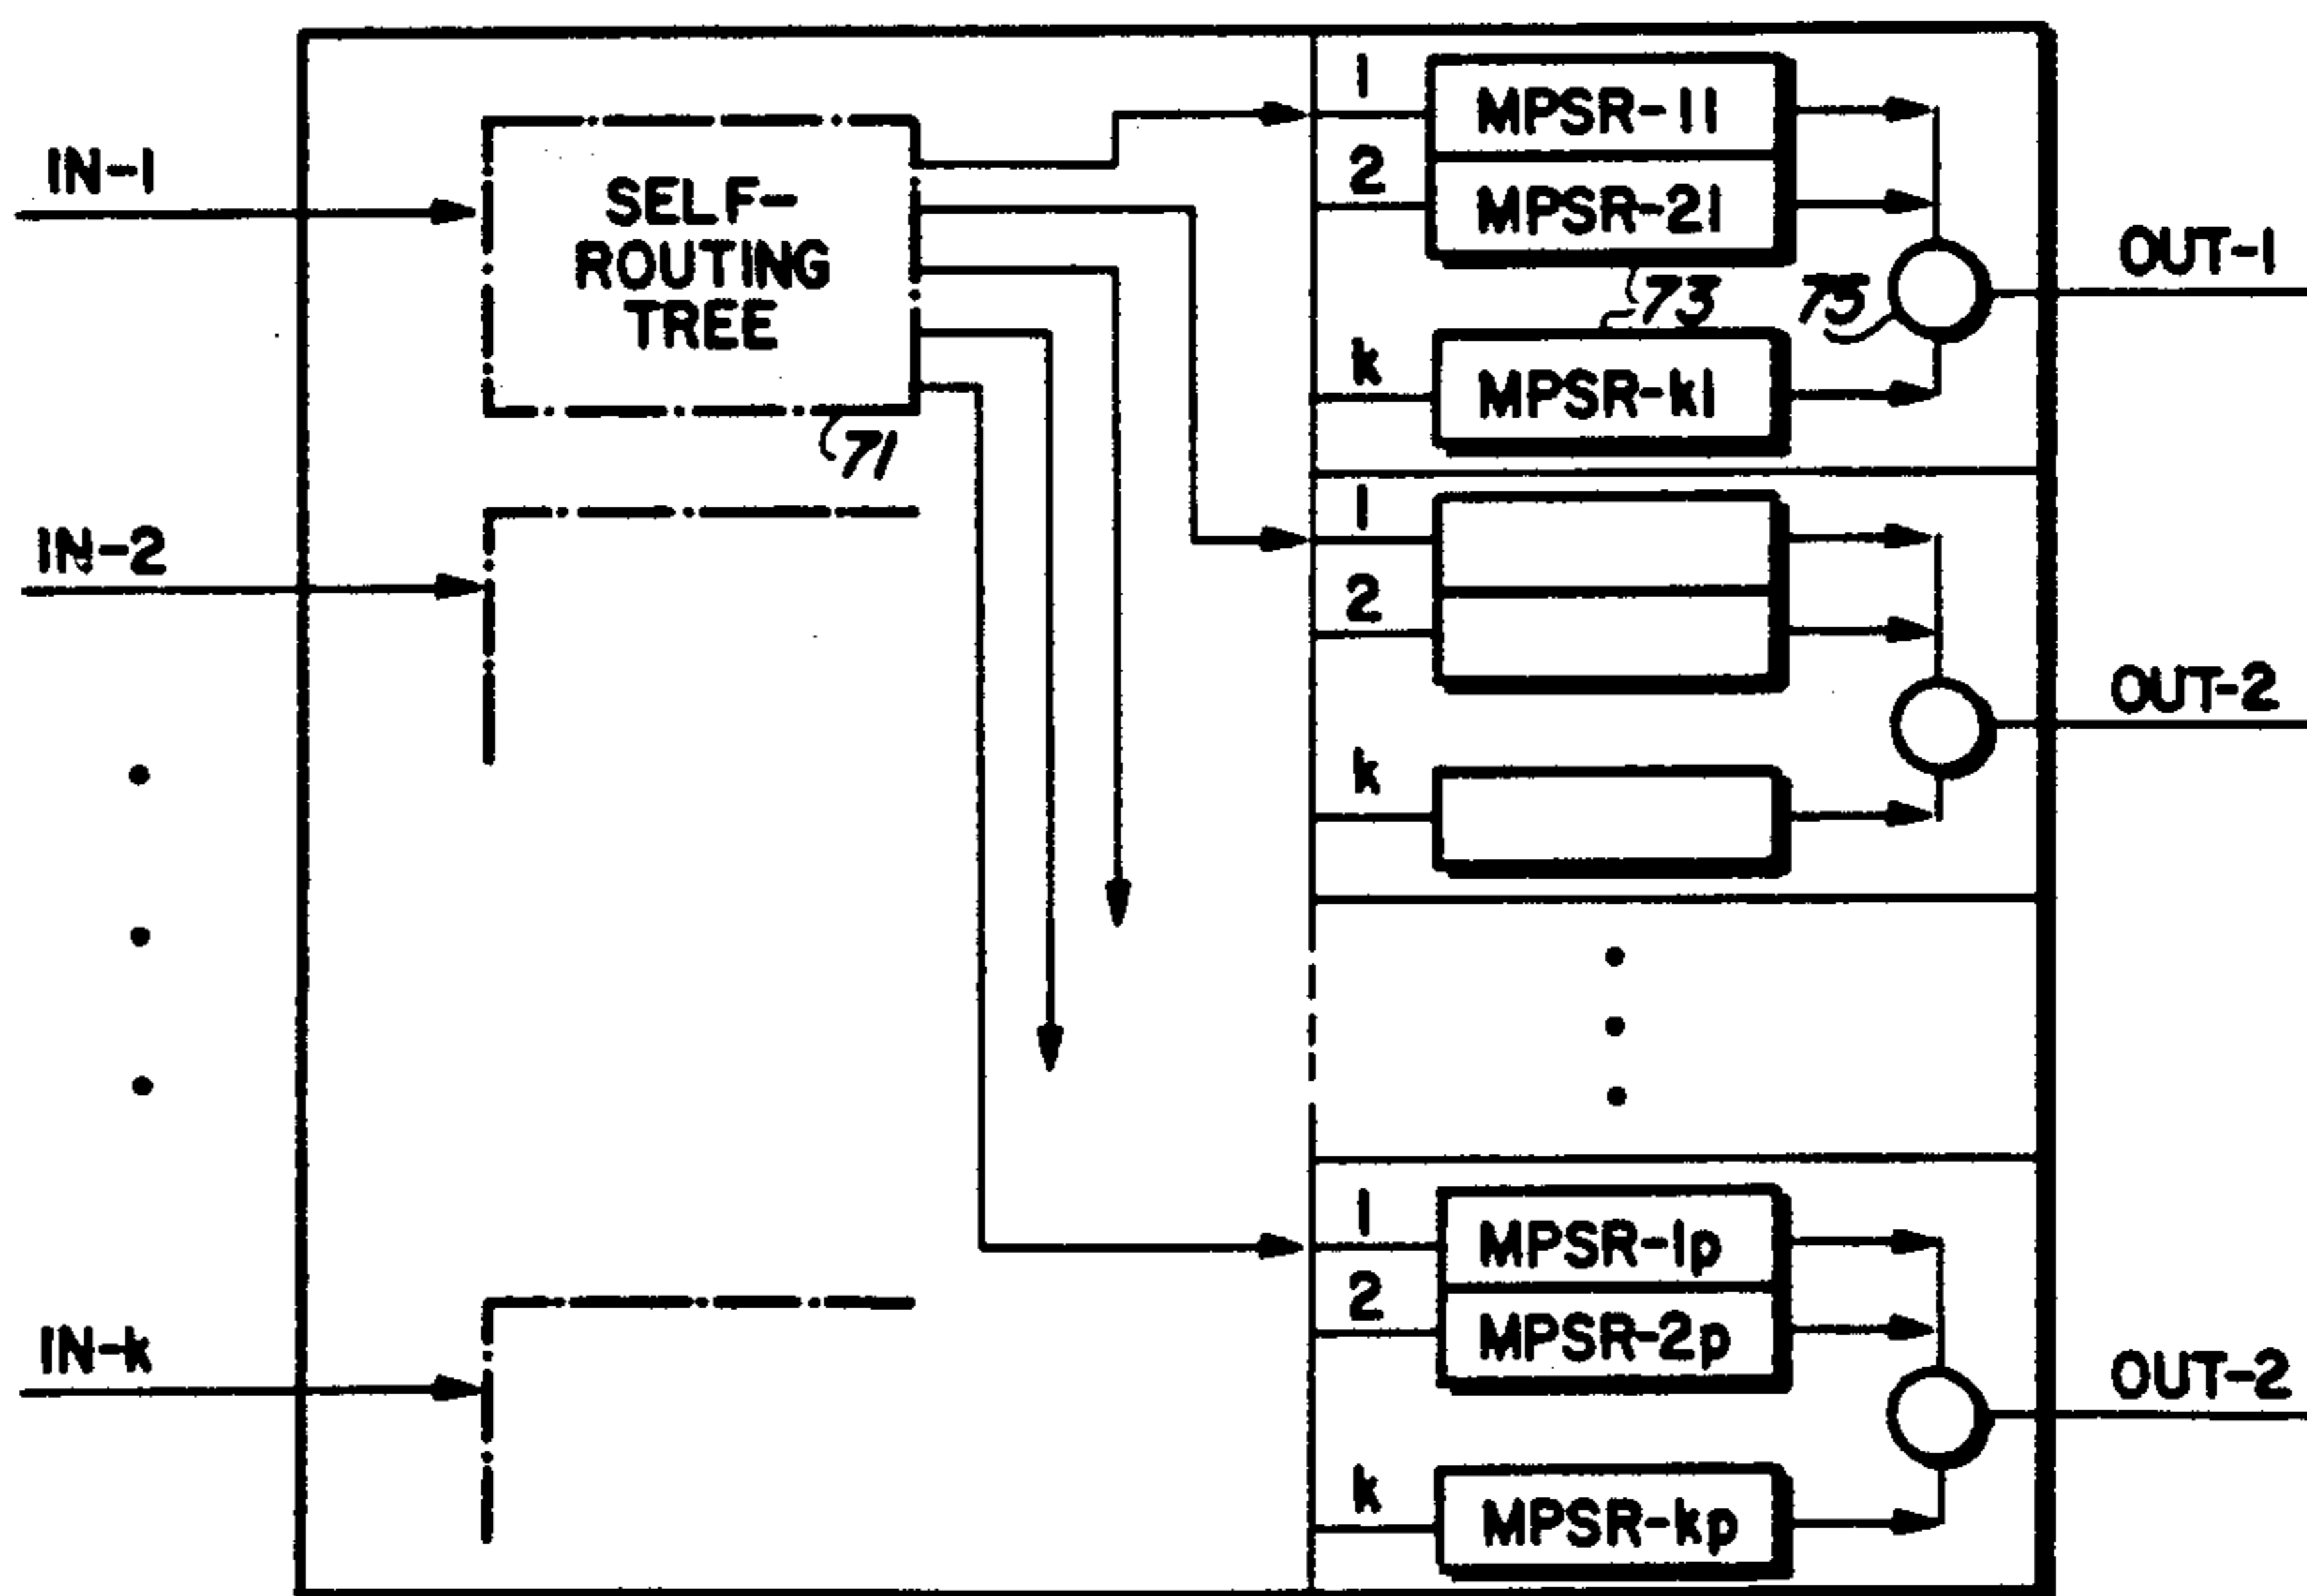 IN-1
SELF-
ROUTING
TREE
71
IN-2
IN-k
1
MPSR-11
2
MPSR-21
73
75
k
MPSR-k1
OUT-1
1
2
k
OUT-2
1
MPSR-1p
2
MPSR-2p
k
MPSR-kp
OUT-2